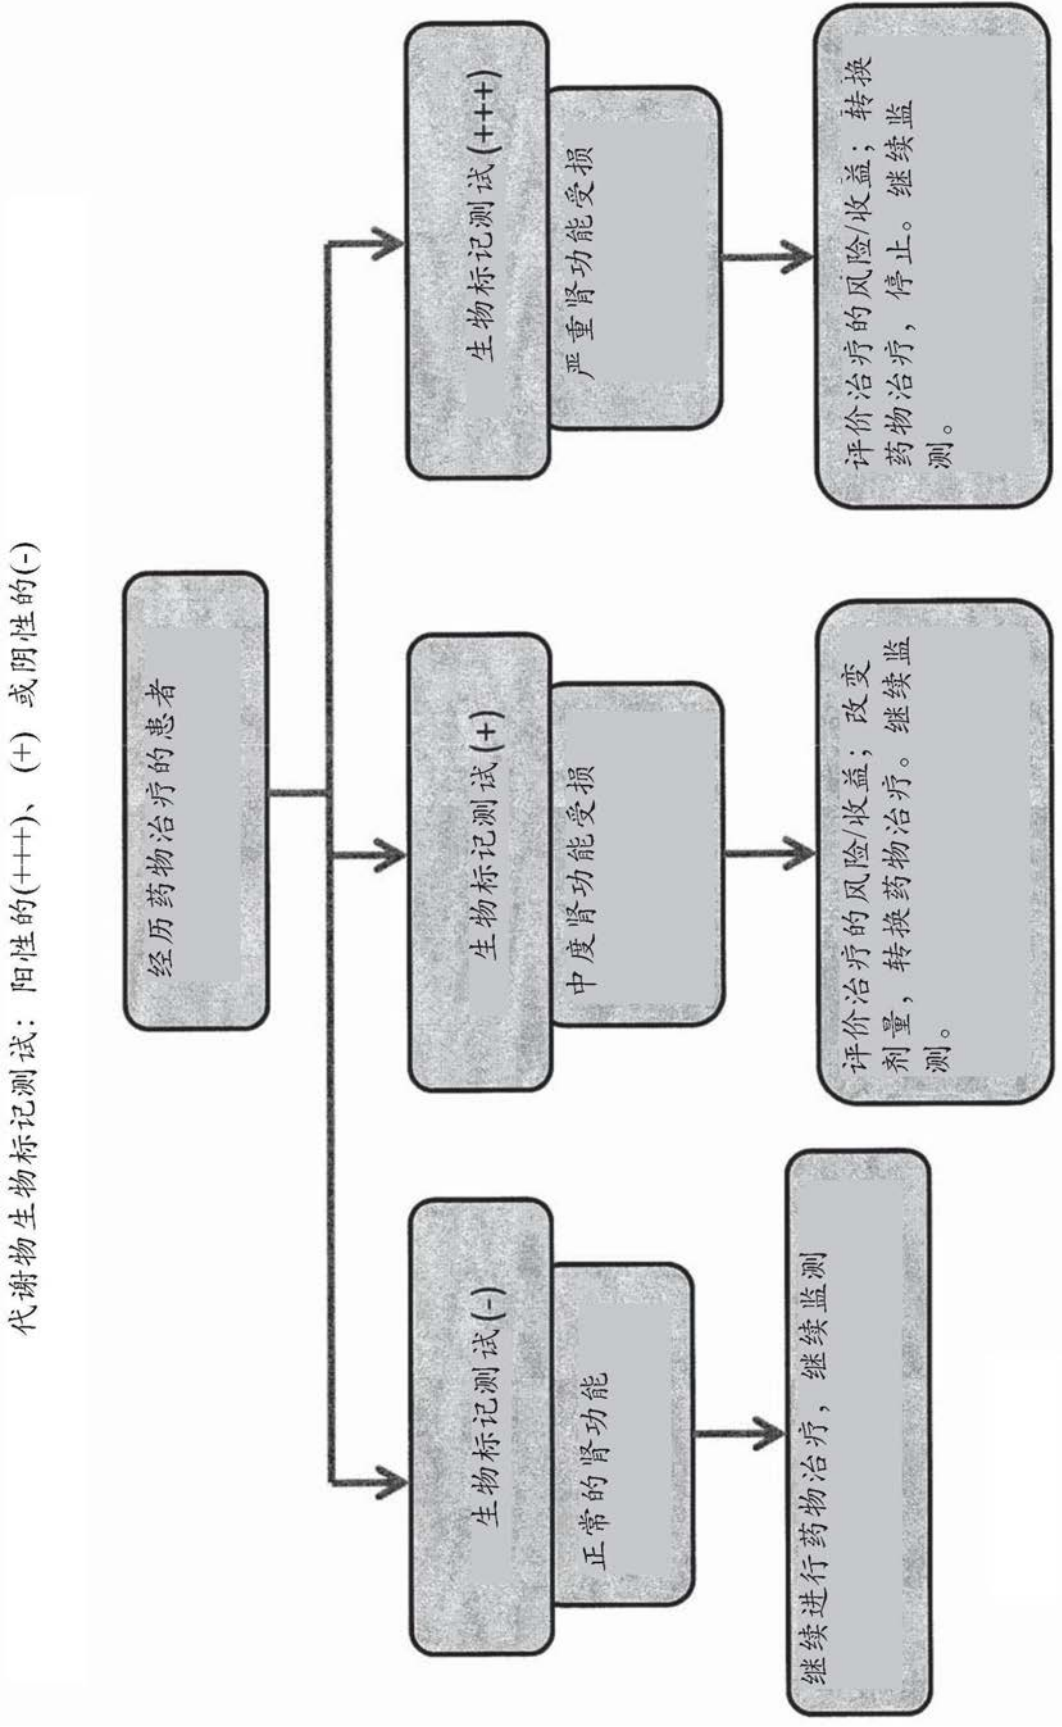 代谢物生物标记测试：阳性的(+++)、(+) 或阴性的(-)
经历药物治疗的患者
生物标记测试(-)
正常的肾功能
继续进行药物治疗，继续监测
生物标记测试(+)
中度肾功能受损
评价治疗的风险/收益；改变
剂量，转换药物治疗。继续监
测。
生物标记测试(+++)
严重肾功能受损
评价治疗的风险/收益；转换
药物治疗，停止。继续监
测。